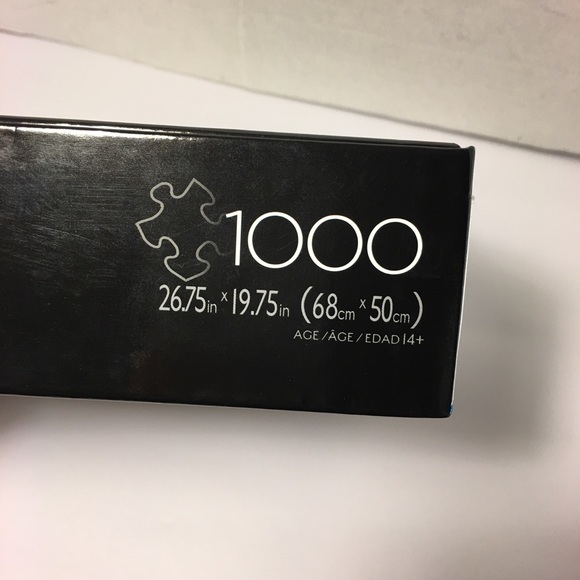 1000
26.75in x 19.75in (68cm x 50cm)
AGE/ÂGE/EDAD 14+